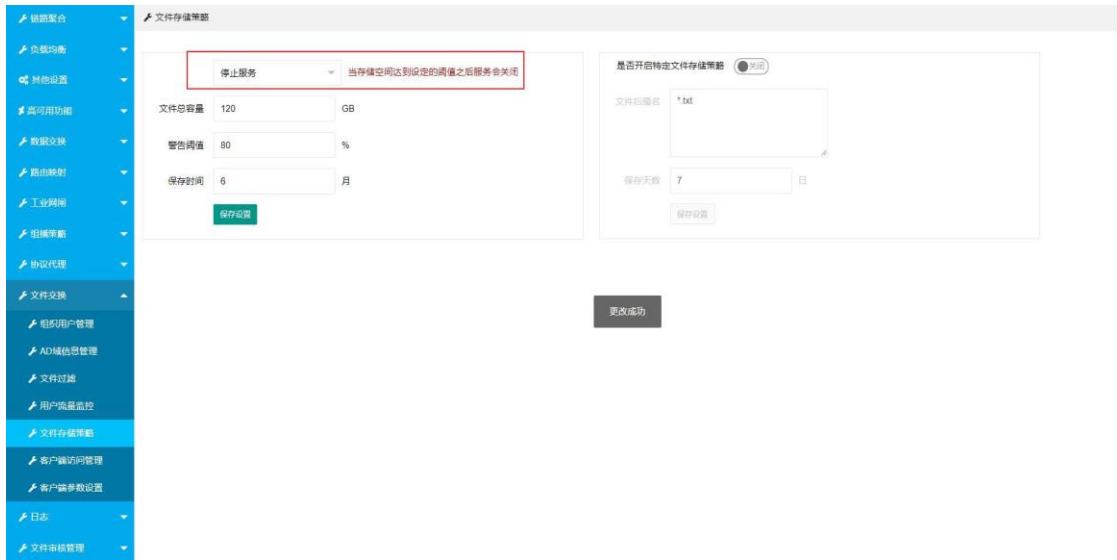 链路聚合
负载均衡
其他设置
高可用功能
数据交换
路由映射
工业网闸
组播策略
协议代理
文件交换
组织用户管理
AD域信息管理
文件过滤
用户流量监控
文件存储策略
客户端访问管理
客户端参数设置
日志
文件审核管理
文件存储策略
停止服务 当存储空间达到设定的阈值之后服务会关闭
文件总容量 120 GB
警告阈值 80 %
保存时间 6 月
保存设置
是否开启特定文件存储策略 关闭
文件后缀名 *.txt
保存天数 7 日
保存设置
更改成功